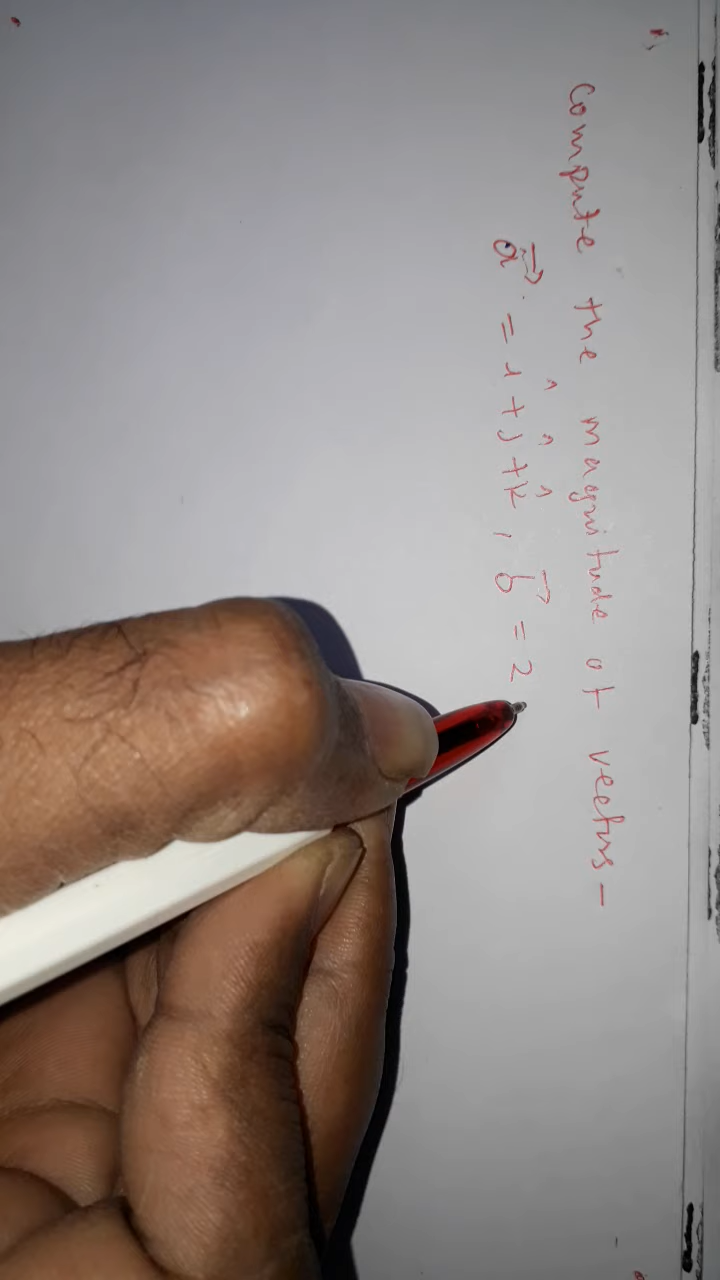 Compute the magnitude of vectors -
a⃗ = î + ĵ + k̂, b⃗ = 2